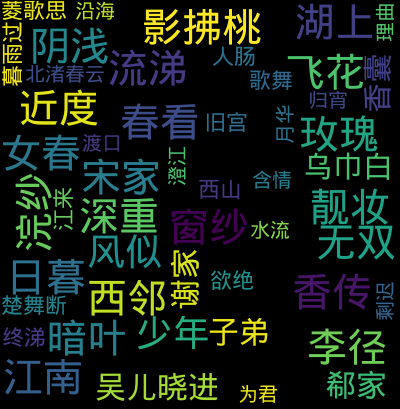 菱歌思
沿海
影拂桃
湖上
理曲
暮雨过
阴浅
流涕
人肠
北渚春云
歌舞
飞花
香囊
近度
春看
旧宫
归宵
月华
玫瑰
女春
渡口
澄江
乌巾白
宋家
西山
含情
浣纱
江来
深重
窗纱
水流
靓妆
风似
无双
日暮
谢家
欲绝
香传
剩迟
楚舞断
西邻
终涕
暗叶
少年子弟
李径
江南
吴儿晓进
为君
郗家